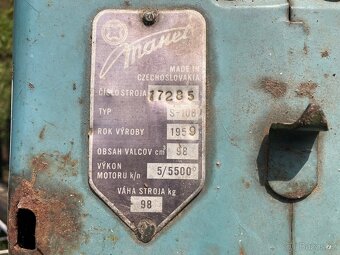 Manet
MADE IN
CZECHOSLOVAKIA
ČÍSLO STROJA 17285
TYP S-100
ROK VÝROBY 1959
OBSAH VALCOV cm³ 98
VÝKON
MOTORU k/n 5/5500
VÁHA STROJA kg
98